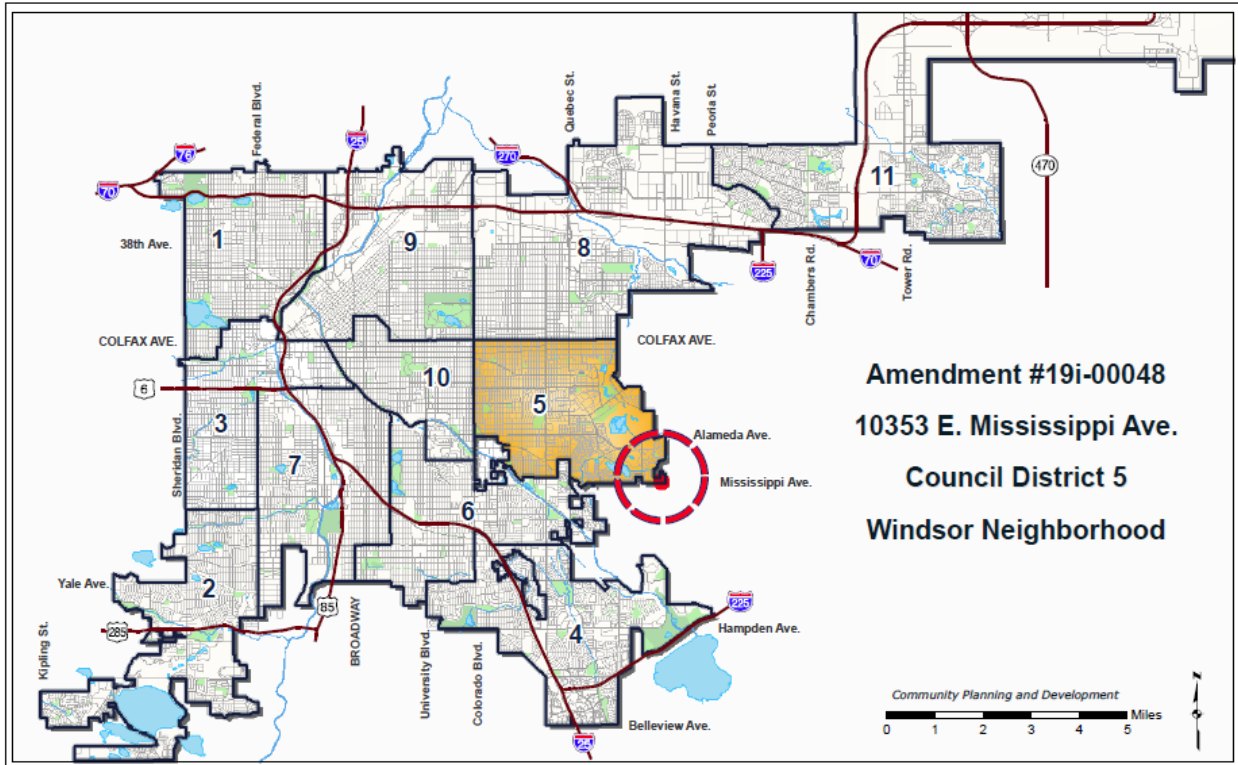 Federal Blvd.
Quebec St.
Havana St.
Peoria St.
76
25
270
70
470
11
1
9
8
38th Ave.
225
70
Chambers Rd.
Tower Rd.
COLFAX AVE.
COLFAX AVE.
6
10
5
3
Sheridan Blvd.
7
Alameda Ave.
Mississippi Ave.
6
Amendment #19i-00048
10353 E. Mississippi Ave.
Council District 5
Windsor Neighborhood
Yale Ave.
2
85
285
Kipling St.
BROADWAY
University Blvd.
Colorado Blvd.
4
225
Hampden Ave.
Belleview Ave.
25
Community Planning and Development
Miles
0 1 2 3 4 5
N